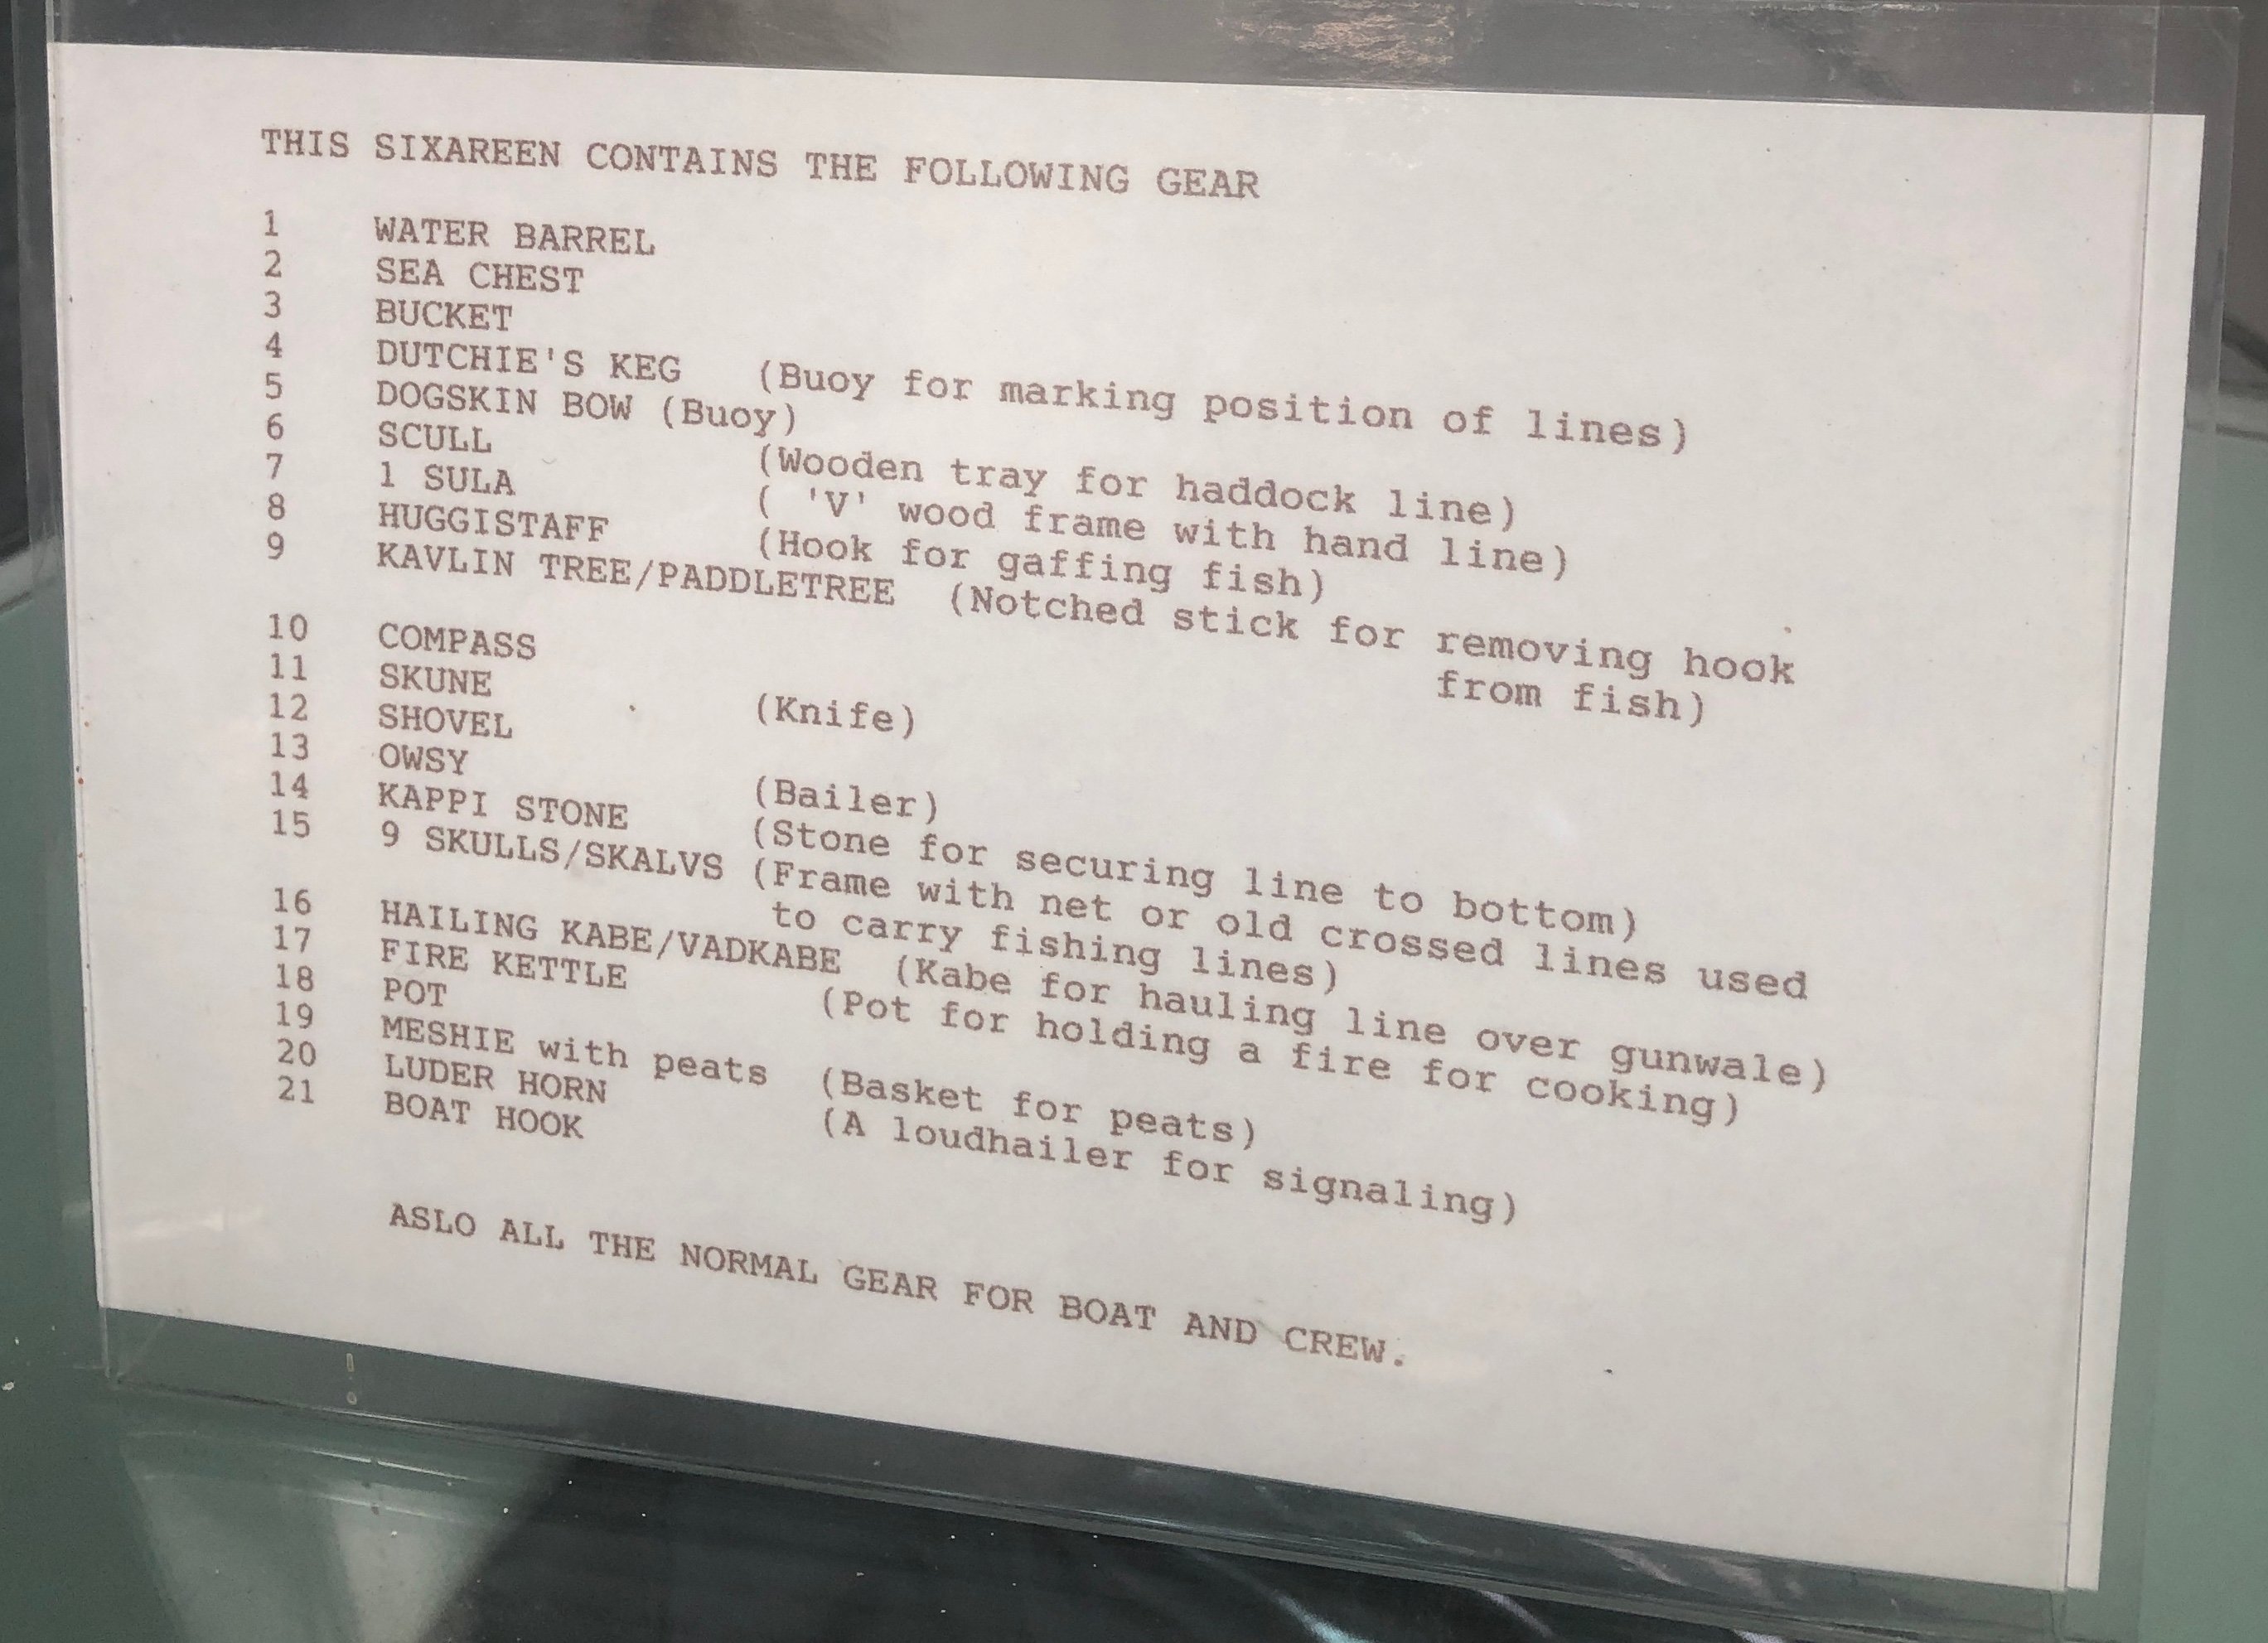 THIS SIXAREEN CONTAINS THE FOLLOWING GEAR
1 WATER BARREL
2 SEA CHEST
3 BUCKET
4 DUTCHIE'S KEG (Buoy for marking position of lines)
5 DOGSKIN BOW (Buoy)
6 SCULL (Wooden tray for haddock line)
7 1 SULA ( 'V' wood frame with hand line)
8 HUGGISTAFF (Hook for gaffing fish)
9 KAVLIN TREE/PADDLETREE (Notched stick for removing hook
from fish)
10 COMPASS
11 SKUNE (Knife)
12 SHOVEL
13 OWSY (Bailer)
14 KAPPI STONE (Stone for securing line to bottom)
15 9 SKULLS/SKALVS (Frame with net or old crossed lines used
to carry fishing lines)
16 HAILING KABE/VADKABE (Kabe for hauling line over gunwale)
17 FIRE KETTLE (Pot for holding a fire for cooking)
18 POT
19 MESHIE with peats (Basket for peats)
20 LUDER HORN (A loudhailer for signaling)
21 BOAT HOOK
ASLO ALL THE NORMAL GEAR FOR BOAT AND CREW.